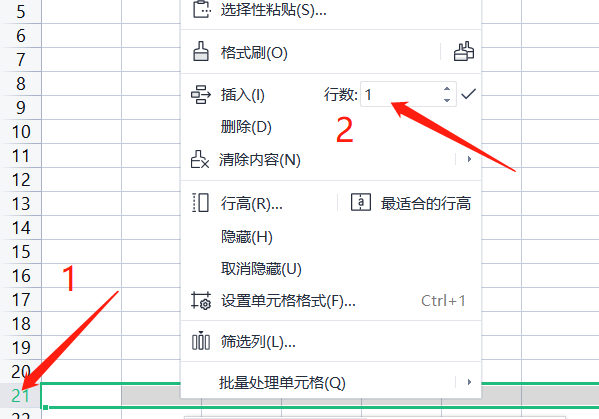 5
选择性粘贴(S)...
6
7
格式刷(O)
8
插入(I) 行数: 1
9
10
删除(D)
2
11
清除内容(N)
12
13
行高(R)... 最适合的行高
14
隐藏(H)
15
16
取消隐藏(U)
1
17
设置单元格格式(F)... Ctrl+1
18
19
筛选列(L)...
20
21
批量处理单元格(Q)
22